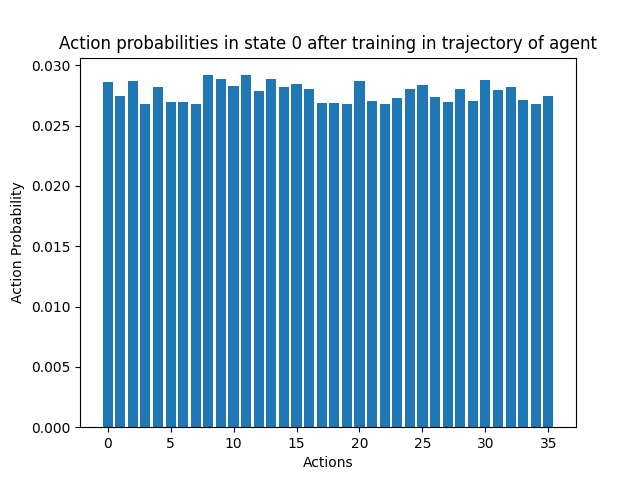 Action probabilities in state 0 after training in trajectory of agent
0.030
0.025
0.020
0.015
0.010
0.005
0.000
Action Probability
0 5 10 15 20 25 30 35
Actions